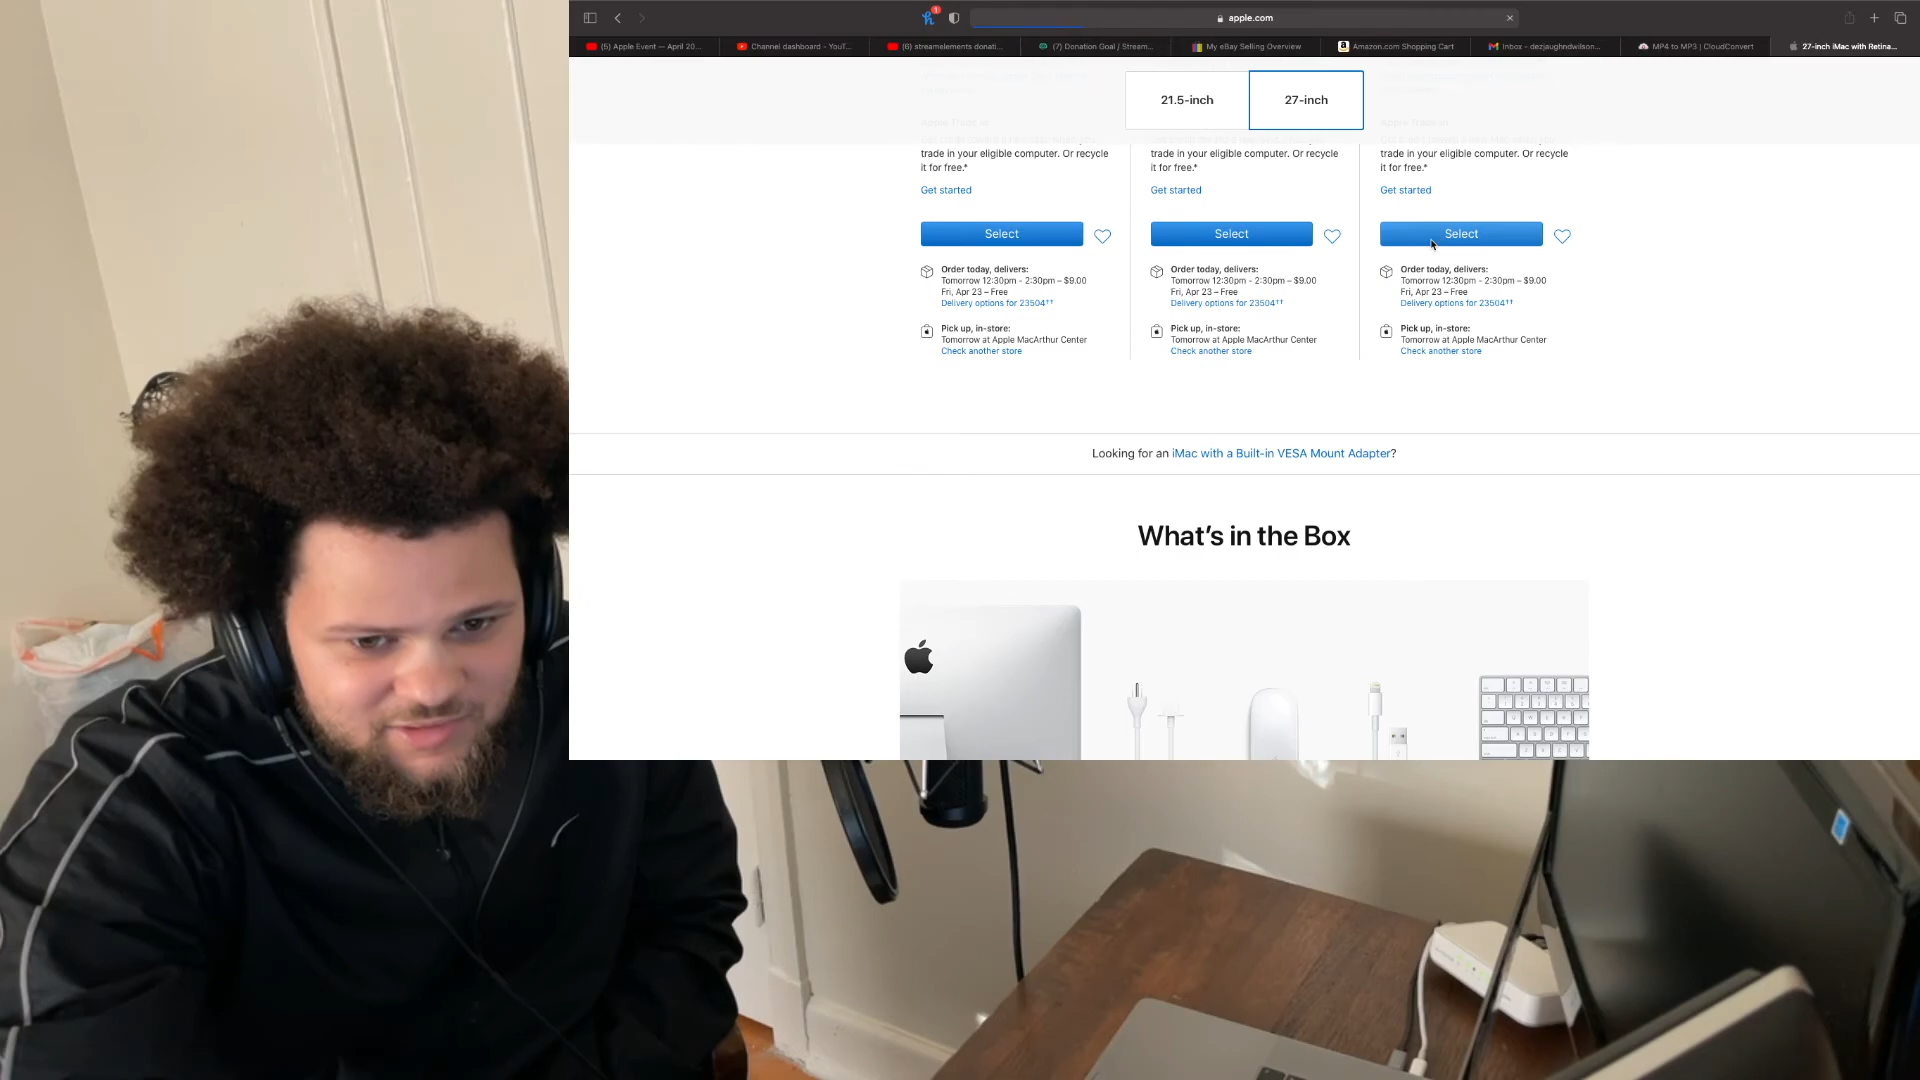 apple.com
(5) Apple Event — April 20...
Channel dashboard - YouT...
(6) streamelements donati...
(7) Donation Goal / Stream...
My eBay Selling Overview
Amazon.com Shopping Cart
Inbox - dezjaughndwilson...
MP4 to MP3 | CloudConvert
27-inch iMac with Retina...
21.5-inch
27-inch
Apple Trade In
Apple Trade In
trade in your eligible computer. Or recycle
it for free.*
Get started
Select
Order today, delivers:
Tomorrow 12:30pm - 2:30pm – $9.00
Fri, Apr 23 – Free
Delivery options for 23504††
Pick up, in-store:
Tomorrow at Apple MacArthur Center
Check another store
trade in your eligible computer. Or recycle
it for free.*
Get started
Select
Order today, delivers:
Tomorrow 12:30pm - 2:30pm – $9.00
Fri, Apr 23 – Free
Delivery options for 23504††
Pick up, in-store:
Tomorrow at Apple MacArthur Center
Check another store
trade in your eligible computer. Or recycle
it for free.*
Get started
Select
Order today, delivers:
Tomorrow 12:30pm - 2:30pm – $9.00
Fri, Apr 23 – Free
Delivery options for 23504††
Pick up, in-store:
Tomorrow at Apple MacArthur Center
Check another store
Looking for an iMac with a Built-in VESA Mount Adapter?
What's in the Box